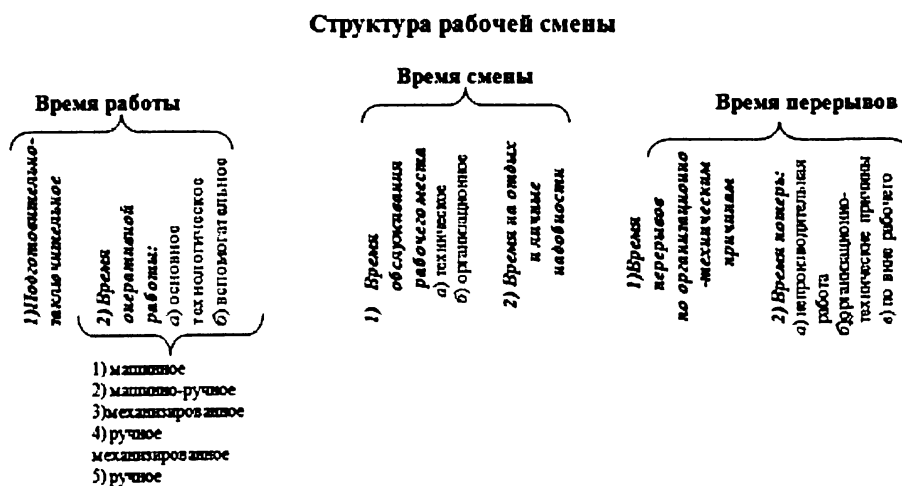 Структура рабочей смены
Время работы
1)Подготовительно-
заключительное
2) Время
оперативной
работы:
а) основное
технологическое
б) вспомогательное
1) машинное
2) машинно-ручное
3)механизированное
4) ручное
механизированное
5) ручное
Время смены
1) Время
обслуживания
рабочего места
а) техническое
б) организационное
2) Время на отдых
и личные
надобности
Время перерывов
1)Время
перерывов
по организационно
-техническим
причинам
2) Время потерь:
а) непроизводительная
работа
б)организационно-
технические причины
в) по вине рабочего